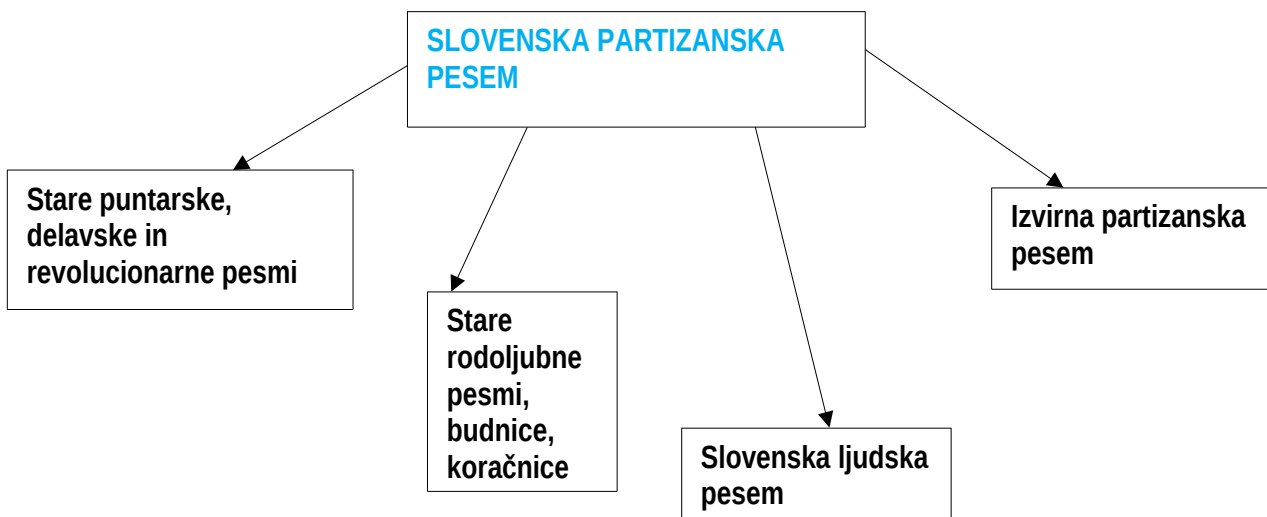 SLOVENSKA PARTIZANSKA
PESEM
Stare puntarske,
delavske in
revolucionarne pesmi
Stare
rodoljubne
pesmi,
budnice,
koračnice
Slovenska ljudska
pesem
Izvirna partizanska
pesem